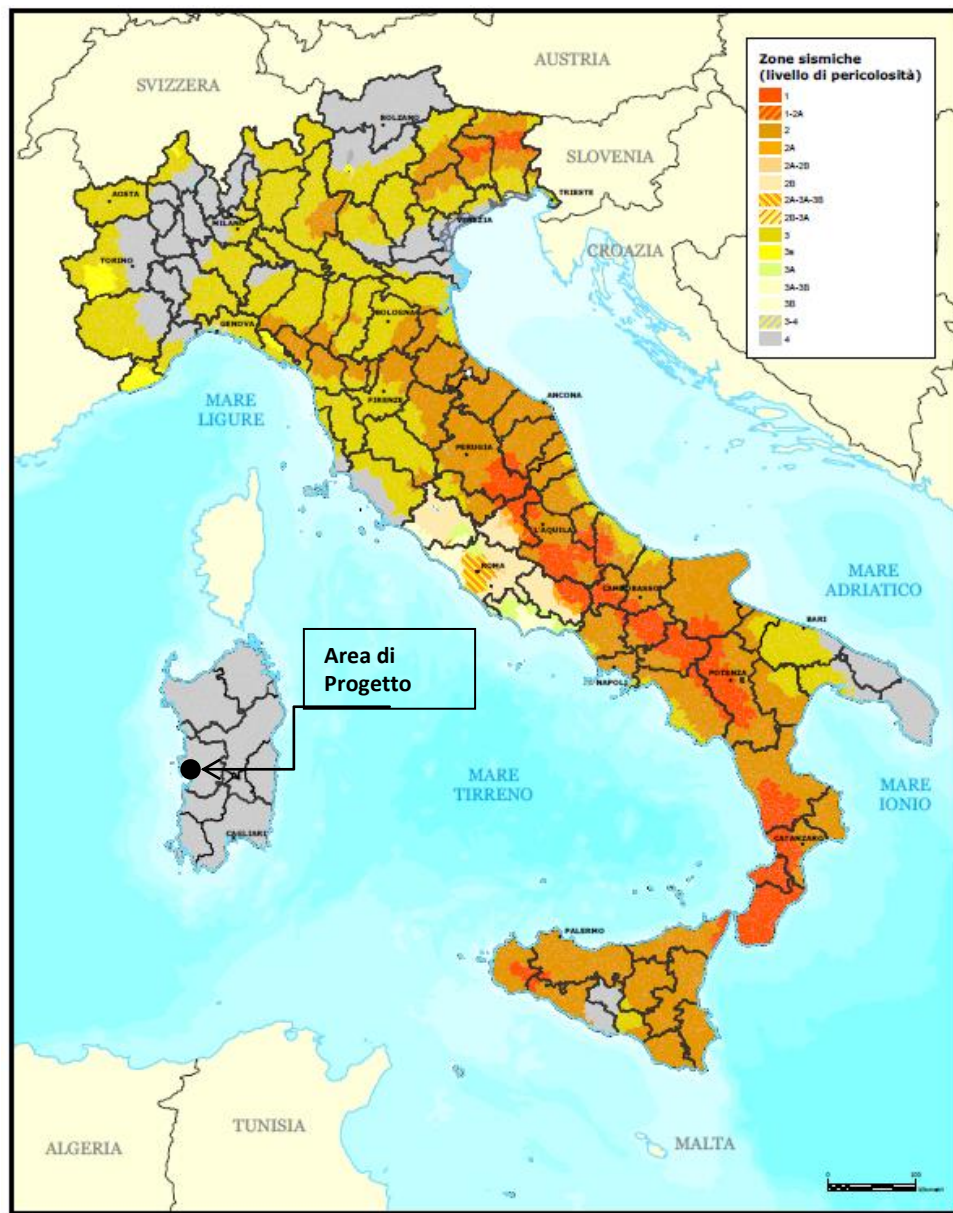 AUSTRIA
SVIZZERA
BOLZANO
SLOVENIA
TRIESTE
AOSTA
MILANO
VENEZIA
CROAZIA
TORINO
GENOVA
BOLOGNA
MARE
LIGURE
FIRENZE
ANCONA
PERUGIA
L'AQUILA
ROMA
CAMPOBASSO
MARE
ADRIATICO
BARI
NAPOLI
POTENZA
Area di
Progetto
MARE
TIRRENO
MARE
IONIO
CAGLIARI
CATANZARO
PALERMO
ALGERIA
TUNISIA
MALTA
Zone sismiche
(livello di pericolosità)
1
1-2A
2
2A
2A-2B
2B
2A-3A-3B
2B-3A
3
3s
3A
3A-3B
3B
3-4
4
0
100